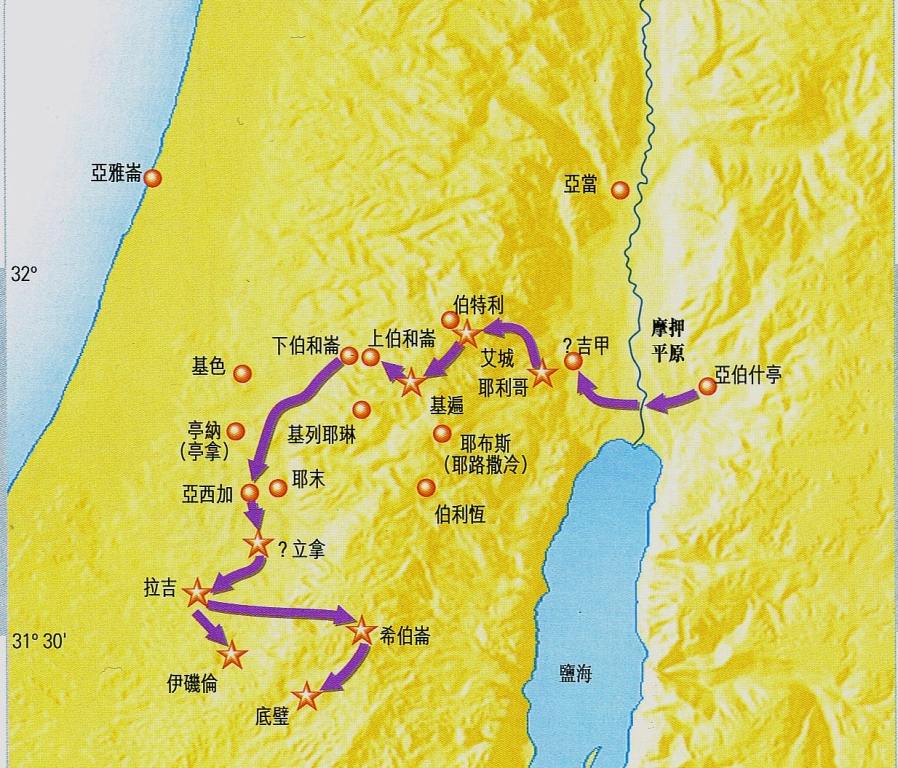 亞雅崙
亞當
32°
伯特利
摩押
平原
下伯和崙
上伯和崙
?吉甲
艾城
基色
亞伯什亭
耶利哥
基遍
亭納
(亭拿)
基列耶琳
耶布斯
(耶路撒冷)
耶末
亞西加
伯利恆
?立拿
拉吉
31° 30'
希伯崙
鹽海
伊磯倫
底璧